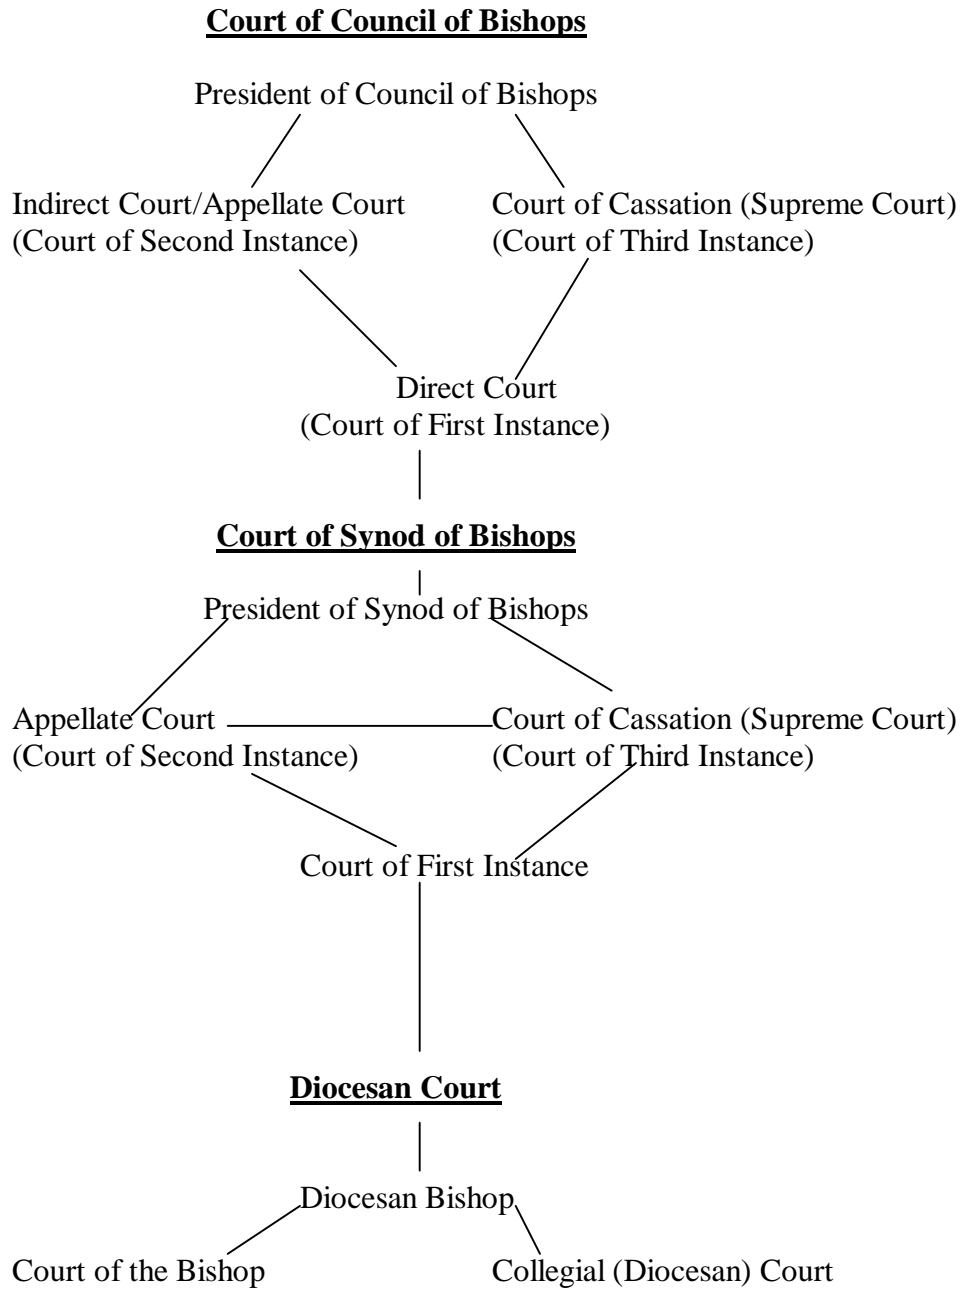 Court of Council of Bishops
President of Council of Bishops
Indirect Court/Appellate Court
(Court of Second Instance)
Court of Cassation (Supreme Court)
(Court of Third Instance)
Direct Court
(Court of First Instance)
Court of Synod of Bishops
President of Synod of Bishops
Appellate Court
(Court of Second Instance)
Court of Cassation (Supreme Court)
(Court of Third Instance)
Court of First Instance
Diocesan Court
Diocesan Bishop
Court of the Bishop
Collegial (Diocesan) Court